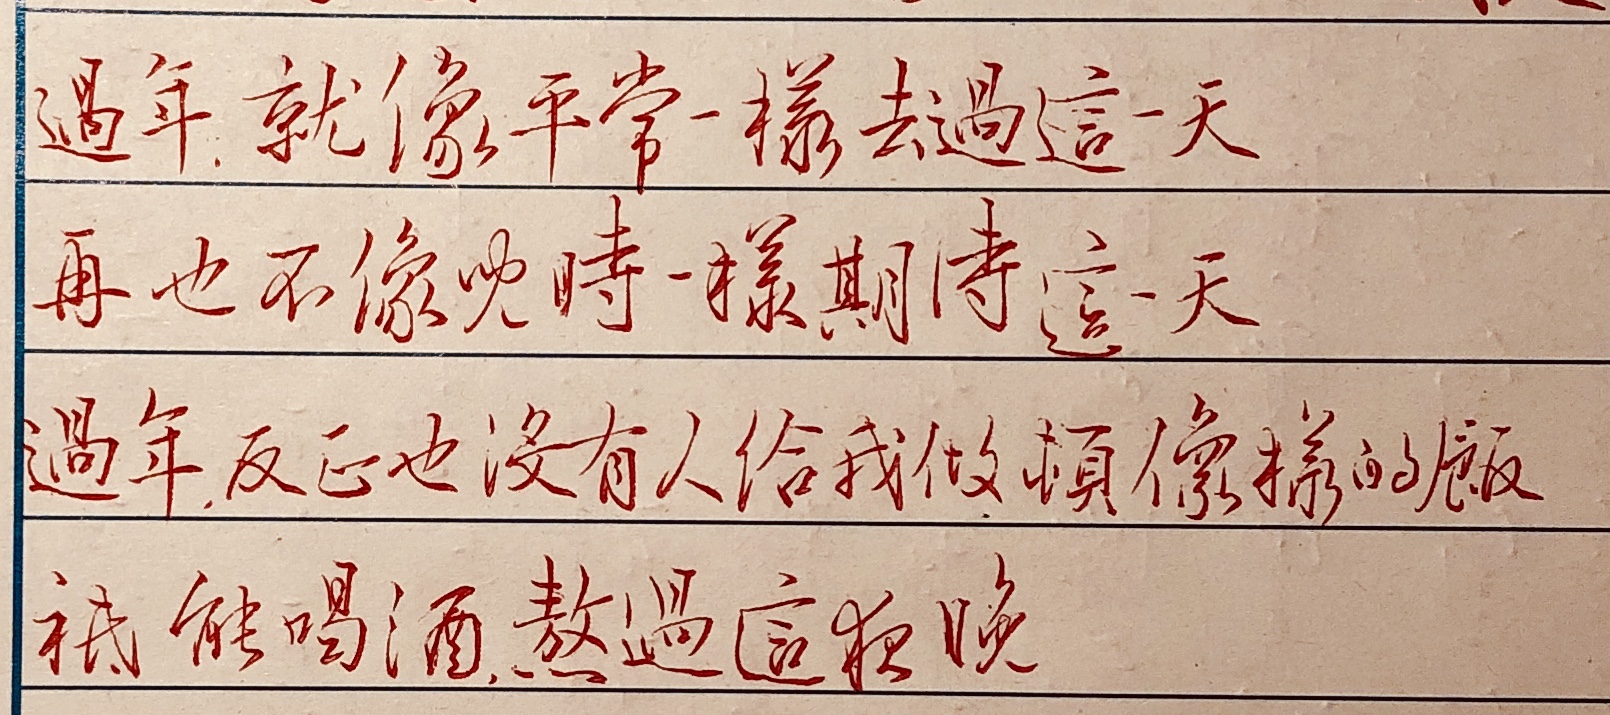 過年.就像平常一樣去過這一天
再也不像兒時一樣期待這一天
過年.反正也沒有人給我做頓像樣的飯
祇能喝酒.熬過這夜晚